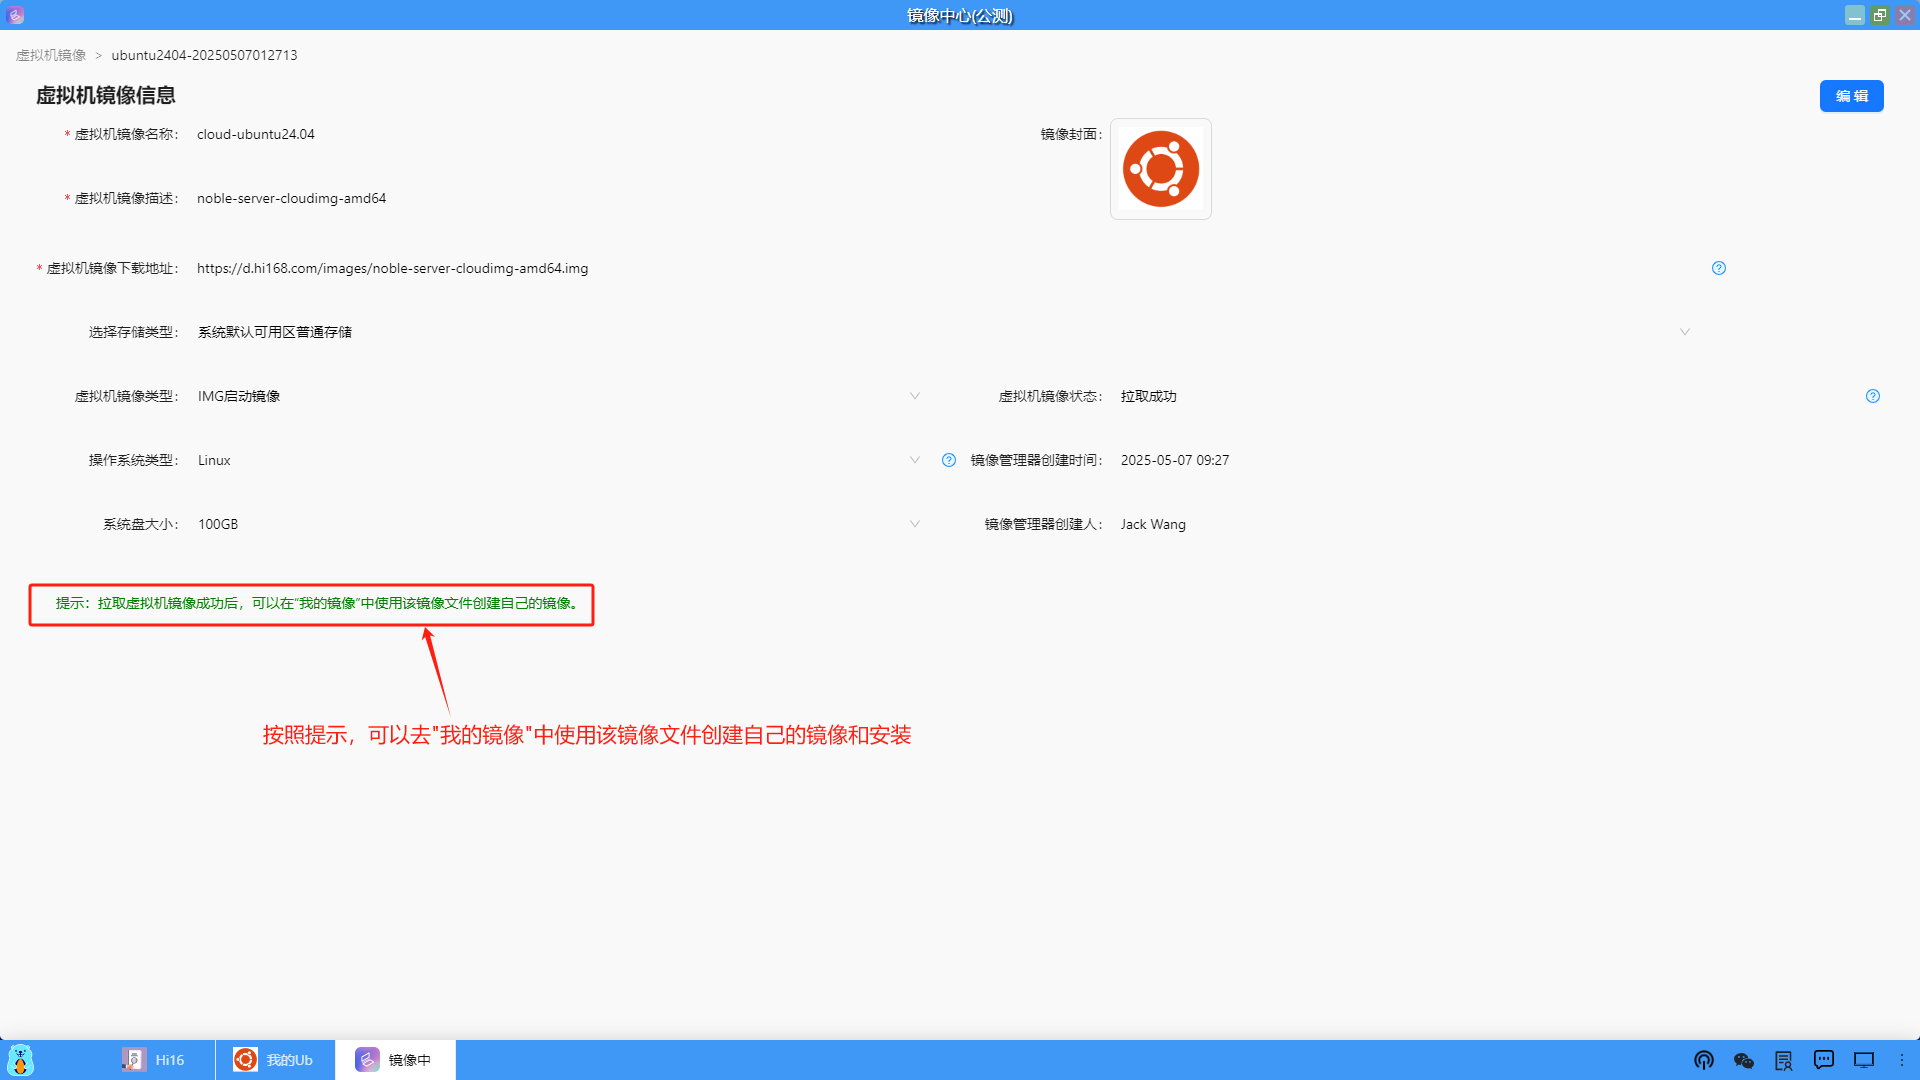 镜像中心(公测)
虚拟机镜像 > ubuntu2404-20250507012713
虚拟机镜像信息
编 辑
* 虚拟机镜像名称： cloud-ubuntu24.04
镜像封面：
* 虚拟机镜像描述： noble-server-cloudimg-amd64
* 虚拟机镜像下载地址： https://d.hi168.com/images/noble-server-cloudimg-amd64.img
选择存储类型： 系统默认可用区普通存储
虚拟机镜像类型： IMG启动镜像
虚拟机镜像状态： 拉取成功
操作系统类型： Linux
镜像管理器创建时间： 2025-05-07 09:27
系统盘大小： 100GB
镜像管理器创建人： Jack Wang
提示：拉取虚拟机镜像成功后，可以在“我的镜像”中使用该镜像文件创建自己的镜像。
按照提示，可以去"我的镜像"中使用该镜像文件创建自己的镜像和安装
Hi16
我的Ub
镜像中